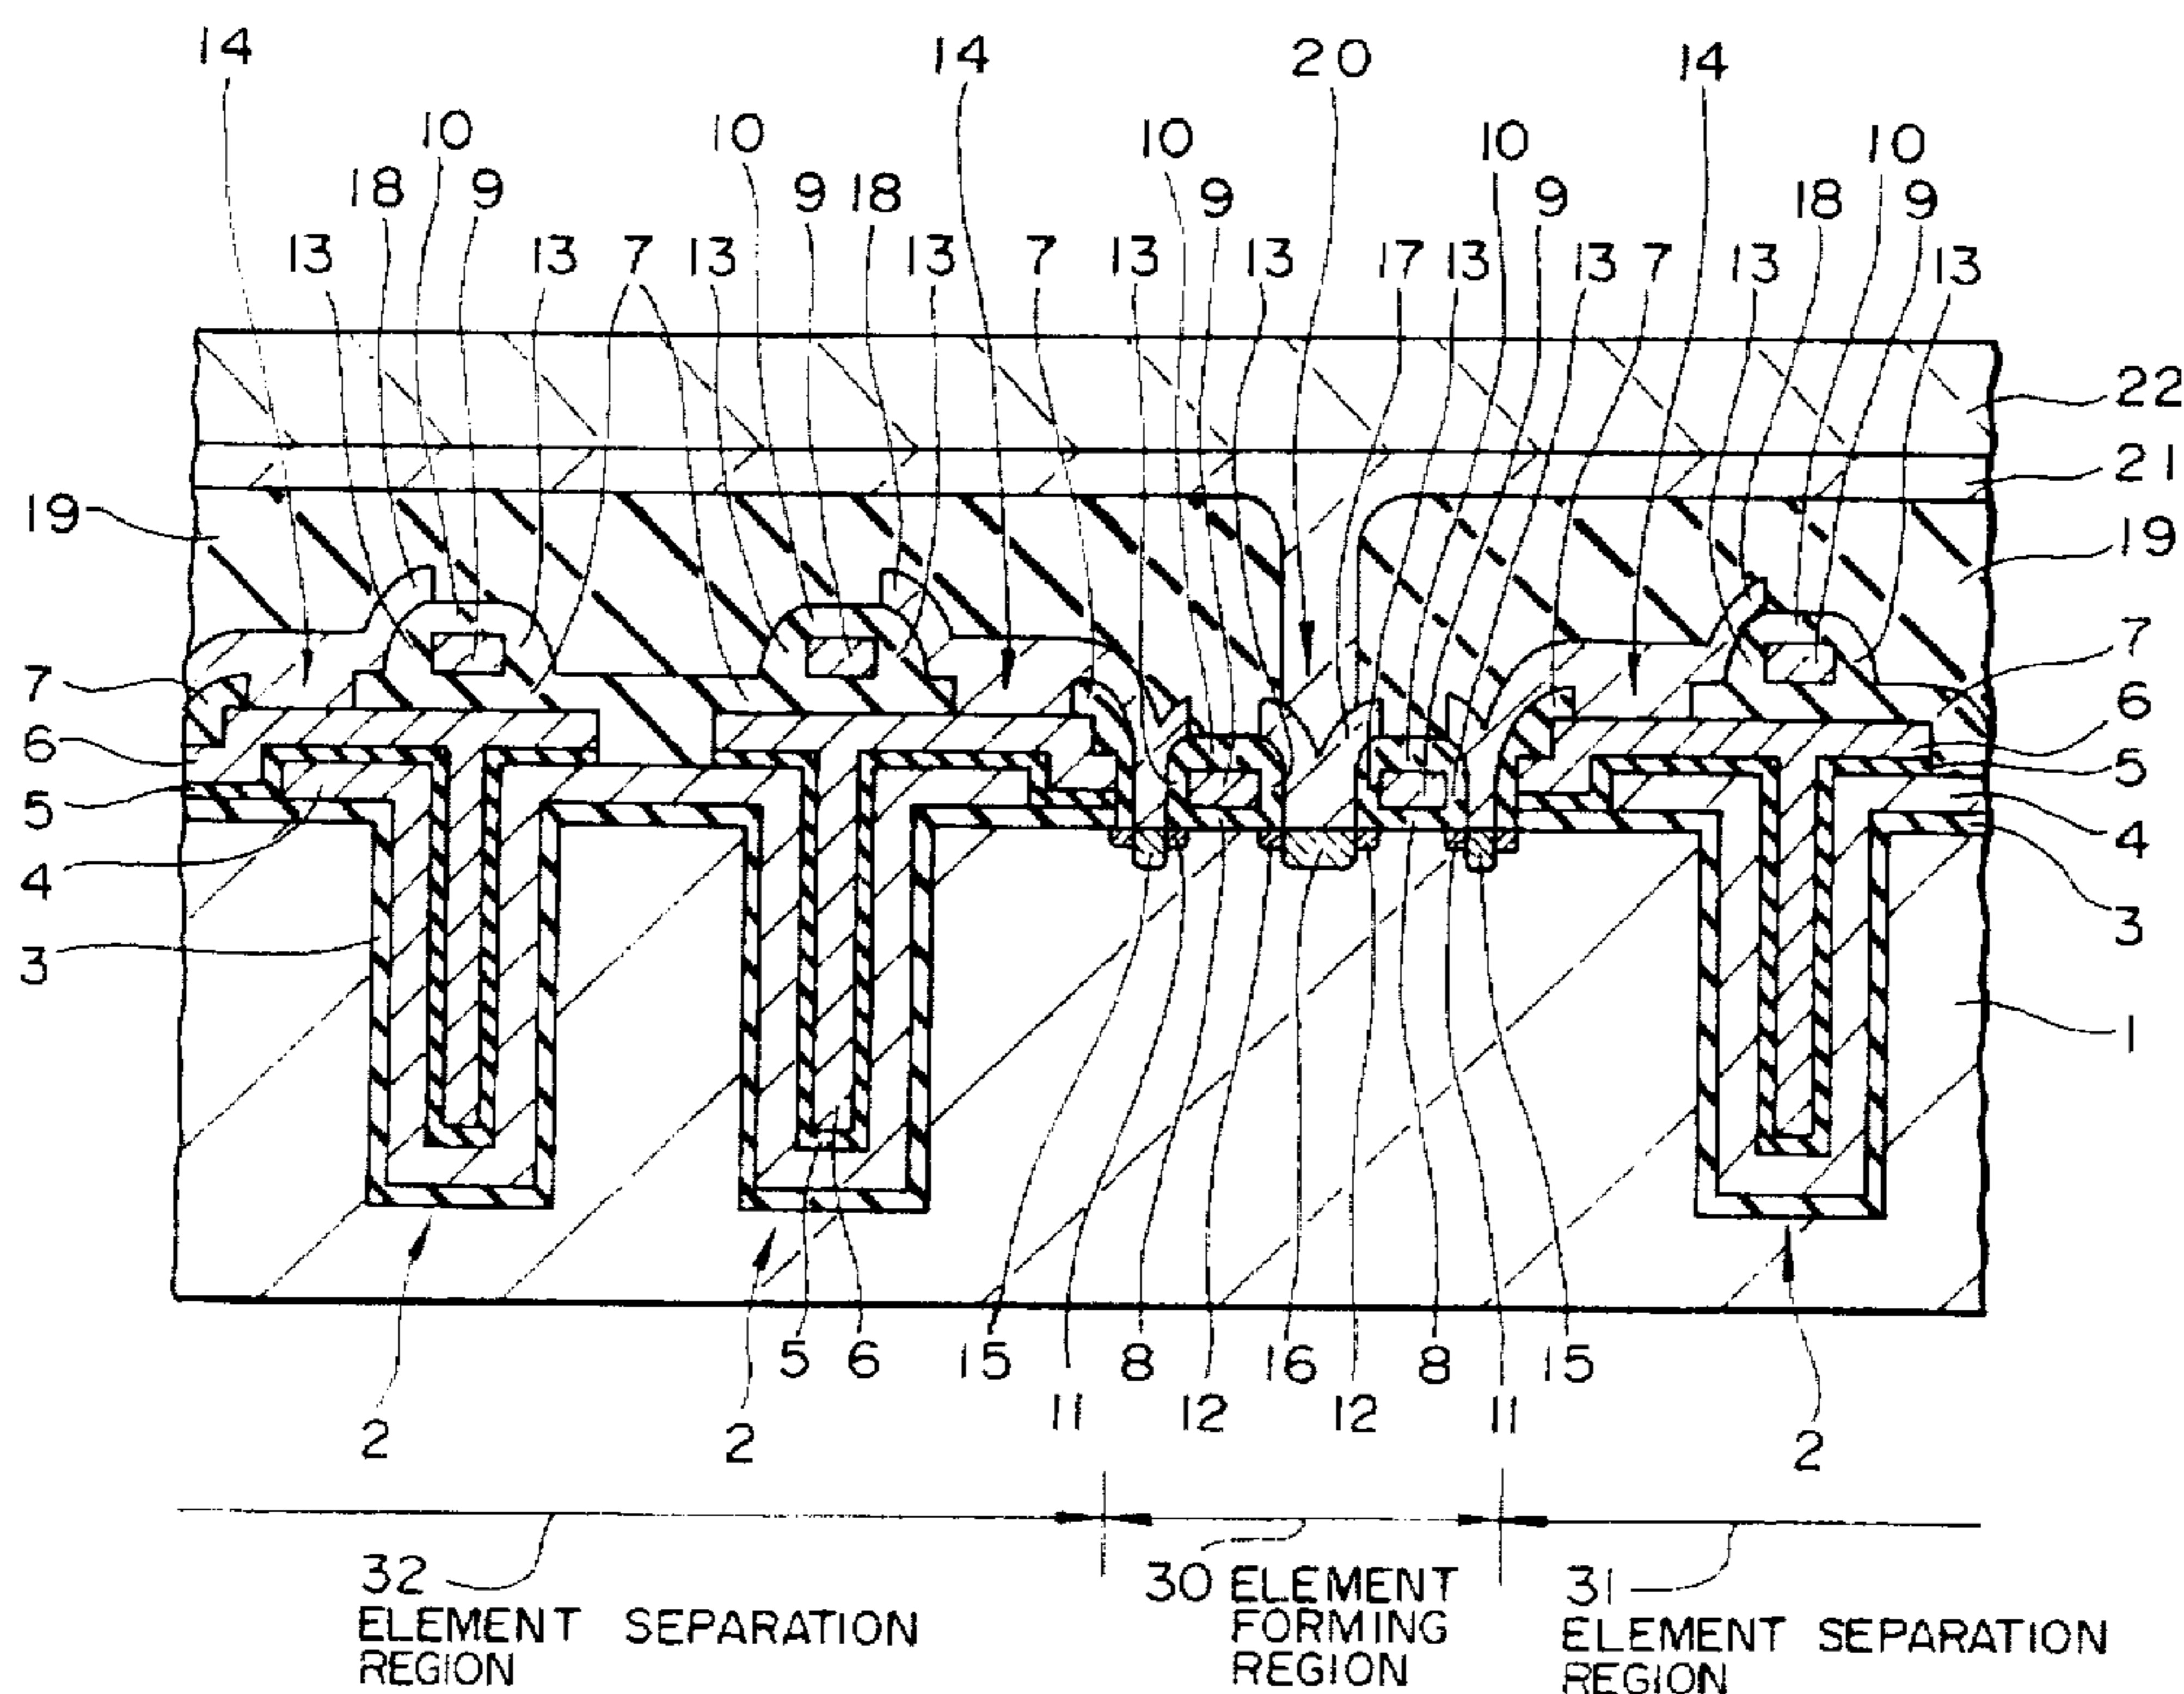 14 14 20 14
10 10 10 10 10
18 9 9 18 9 9 18 9
13 13 7 13 13 7 13 13 17 13 13 7 13 13
22
21
19 19
7 7
6 6
5 5
4 4
3 3
1
5 6 15 8 16 8 15
11 12 12 11
2 2 2
32 30 ELEMENT 31
ELEMENT SEPARATION FORMING ELEMENT SEPARATION
REGION REGION REGION